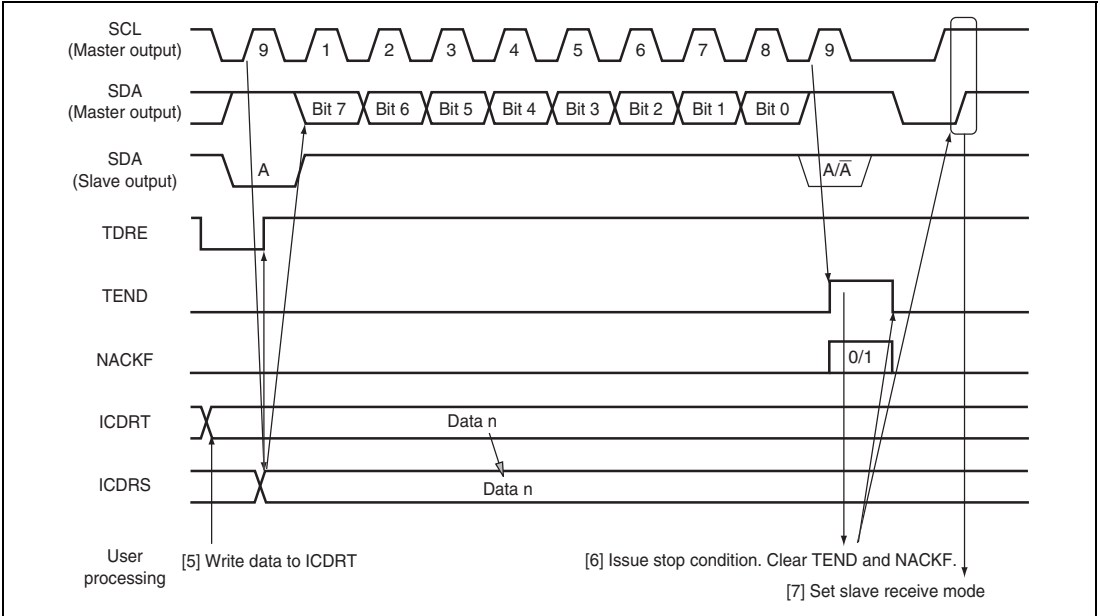 SCL
(Master output)
9 1 2 3 4 5 6 7 8 9
SDA
(Master output)
Bit 7 Bit 6 Bit 5 Bit 4 Bit 3 Bit 2 Bit 1 Bit 0
SDA
(Slave output)
A A/A̅
TDRE
TEND
NACKF
0/1
ICDRT
Data n
ICDRS
Data n
User
processing
[5] Write data to ICDRT
[6] Issue stop condition. Clear TEND and NACKF.
[7] Set slave receive mode